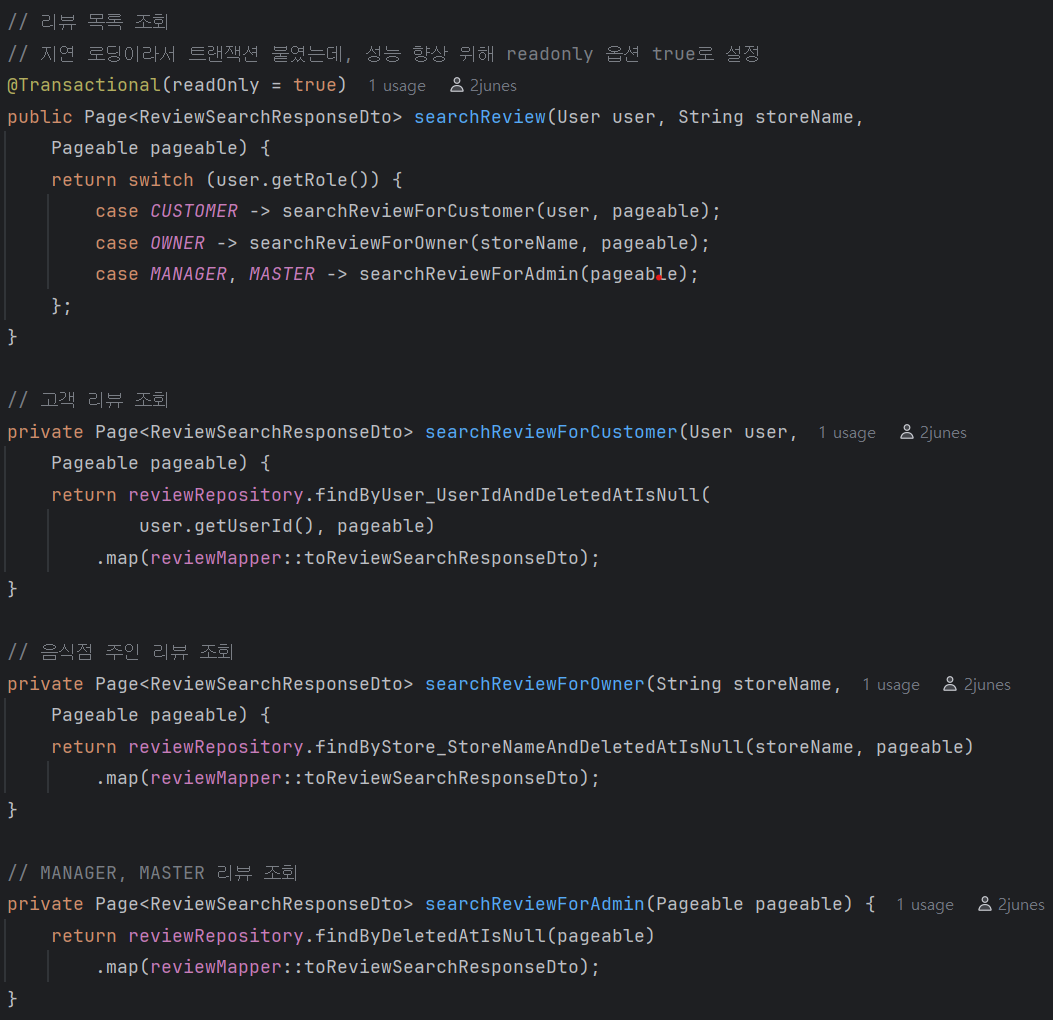 // 리뷰 목록 조회
// 지연 로딩이라서 트랜잭션 붙였는데, 성능 향상 위해 readonly 옵션 true로 설정
@Transactional(readOnly = true) 1 usage 2junes
public Page<ReviewSearchResponseDto> searchReview(User user, String storeName,
    Pageable pageable) {
    return switch (user.getRole()) {
        case CUSTOMER -> searchReviewForCustomer(user, pageable);
        case OWNER -> searchReviewForOwner(storeName, pageable);
        case MANAGER, MASTER -> searchReviewForAdmin(pageable);
    };
}
// 고객 리뷰 조회
private Page<ReviewSearchResponseDto> searchReviewForCustomer(User user, 1 usage 2junes
    Pageable pageable) {
    return reviewRepository.findByUser_UserIdAndDeletedAtIsNull(
            user.getUserId(), pageable)
        .map(reviewMapper::toReviewSearchResponseDto);
}
// 음식점 주인 리뷰 조회
private Page<ReviewSearchResponseDto> searchReviewForOwner(String storeName, 1 usage 2junes
    Pageable pageable) {
    return reviewRepository.findByStore_StoreNameAndDeletedAtIsNull(storeName, pageable)
        .map(reviewMapper::toReviewSearchResponseDto);
}
// MANAGER, MASTER 리뷰 조회
private Page<ReviewSearchResponseDto> searchReviewForAdmin(Pageable pageable) { 1 usage 2junes
    return reviewRepository.findByDeletedAtIsNull(pageable)
        .map(reviewMapper::toReviewSearchResponseDto);
}